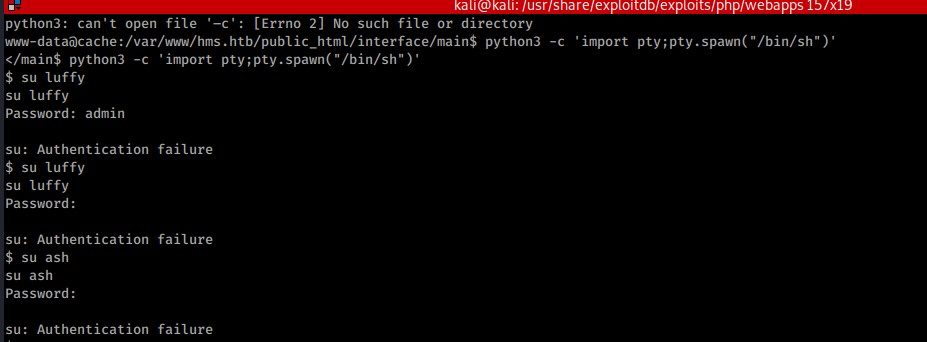 kali@kali: /usr/share/exploitdb/exploits/php/webapps 157x19
python3: can't open file '–c': [Errno 2] No such file or directory
www-data@cache:/var/www/hms.htb/public_html/interface/main$ python3 -c 'import pty;pty.spawn("/bin/sh")'
</main$ python3 -c 'import pty;pty.spawn("/bin/sh")'
$ su luffy
su luffy
Password: admin
su: Authentication failure
$ su luffy
su luffy
Password:
su: Authentication failure
$ su ash
su ash
Password:
su: Authentication failure